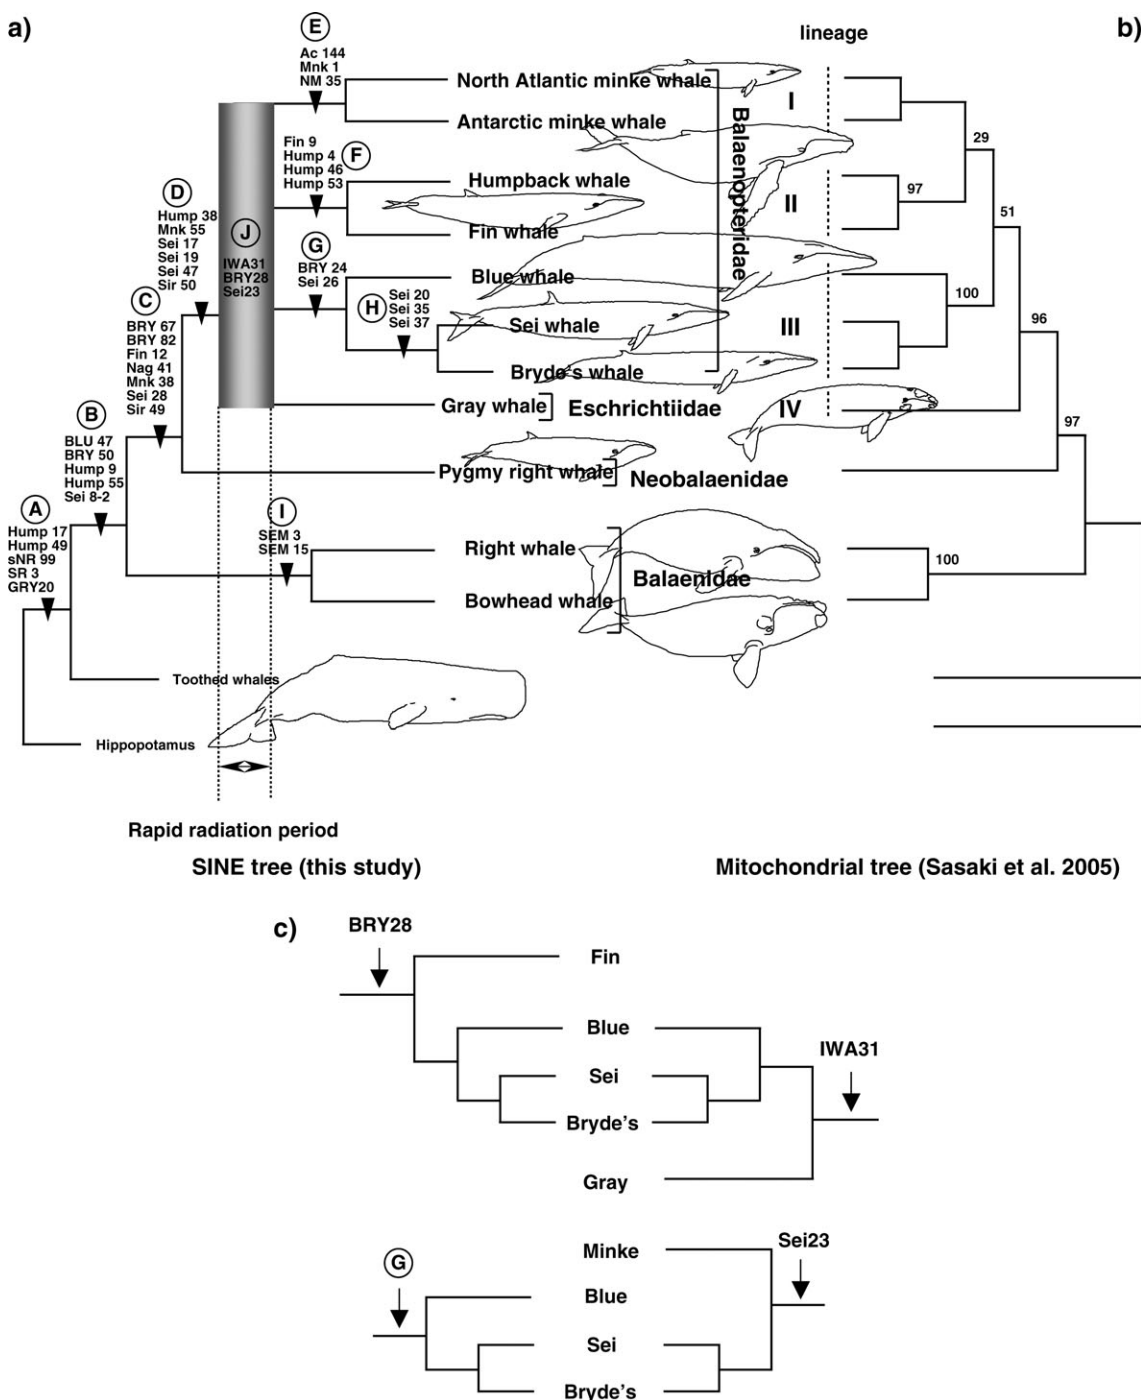 a)
b)
lineage
E
Ac 144
Mnk 1
NM 35
North Atlantic minke whale
Antarctic minke whale
I
Fin 9
Hump 4
Hump 46
Hump 53
F
Humpback whale
Fin whale
II
Balaenopteridae
D
Hump 38
Mnk 55
Sei 17
Sei 19
Sei 47
Sir 50
J
IWA31
BRY28
Sei23
G
BRY 24
Sei 26
Blue whale
H
Sei 20
Sei 35
Sei 37
Sei whale
Bryde's whale
III
C
BRY 67
BRY 82
Fin 12
Nag 41
Mnk 38
Sei 28
Sir 49
Gray whale
Eschrichtiidae
IV
B
BLU 47
BRY 50
Hump 9
Hump 55
Sei 8-2
Pygmy right whale
Neobalaenidae
A
Hump 17
Hump 49
sNR 99
SR 3
GRY20
I
SEM 3
SEM 15
Right whale
Bowhead whale
Balaenidae
Toothed whales
Hippopotamus
29
97
51
100
96
97
100
Rapid radiation period
SINE tree (this study)
Mitochondrial tree (Sasaki et al. 2005)
c)
BRY28
Fin
Blue
Sei
Bryde's
Gray
IWA31
Minke
Sei23
G
Blue
Sei
Bryde's